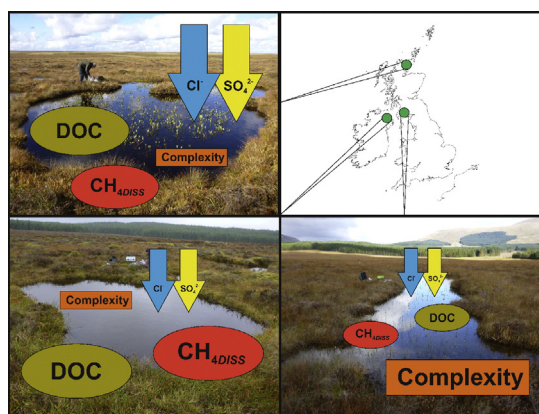 Cl⁻
SO₄²⁻
DOC
Complexity
CH₄DISS
Cl⁻
SO₄²⁻
Complexity
CH₄DISS
DOC
Cl⁻
SO₄²⁻
DOC
CH₄DISS
Complexity